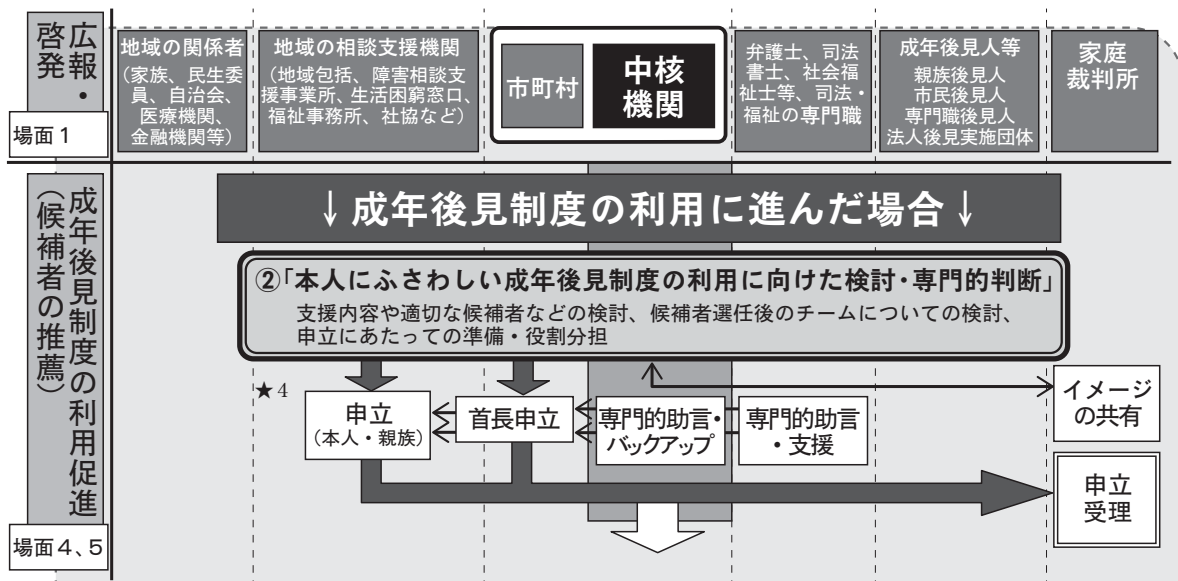 広報・
啓発
場面１
地域の関係者
（家族、民生委
員、自治会、
医療機関、
金融機関等）
地域の相談支援機関
（地域包括、障害相談支
援事業所、生活困窮窓口、
福祉事務所、社協など）
市町村
中核
機関
弁護士、司法
書士、社会福
祉士等、司法・
福祉の専門職
成年後見人等
親族後見人
市民後見人
専門職後見人
法人後見実施団体
家庭
裁判所
成年後見制度の利用促進
（候補者の推薦）
場面４、５
↓成年後見制度の利用に進んだ場合↓
②「本人にふさわしい成年後見制度の利用に向けた検討・専門的判断」
支援内容や適切な候補者などの検討、候補者選任後のチームについての検討、
申立にあたっての準備・役割分担
★4
申立
（本人・親族）
首長申立
専門的助言・
バックアップ
専門的助言
・支援
イメージ
の共有
申立
受理